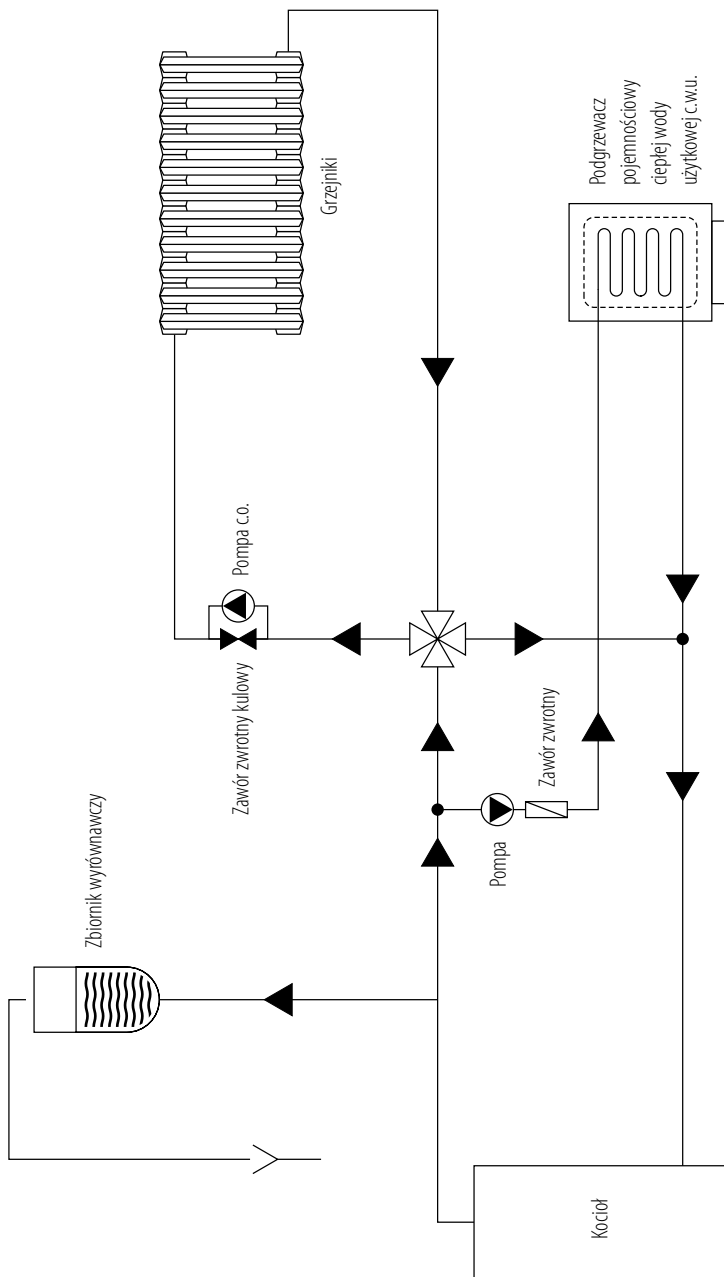 Grzejniki
Podgrzewacz
pojemnościowy
ciepłej wody
użytkowej c.w.u.
Pompa c.o.
Zawór zwrotny kulowy
Zawór zwrotny
Pompa
Zbiornik wyrównawczy
Kocioł